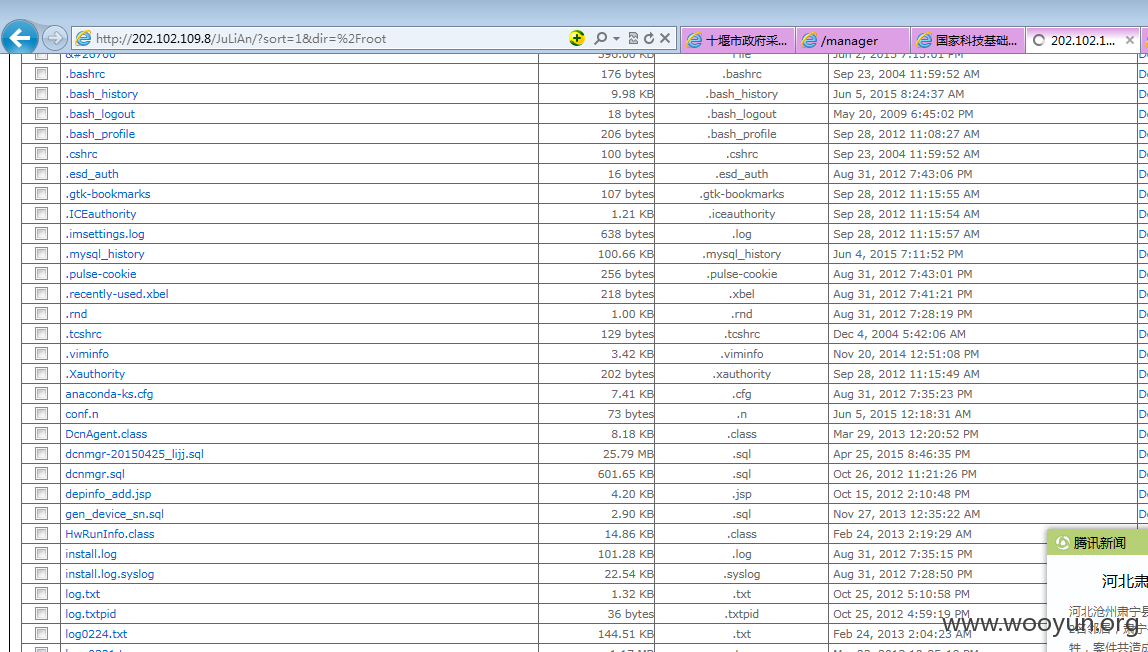 http://202.102.109.8/JuLiAn/?sort=1&dir=%2Froot
十堰市政府采... /manager 国家科技基础... 202.102.1...
.bashrc 176 bytes .bashrc Sep 23, 2004 11:59:52 AM
.bash_history 9.98 KB .bash_history Jun 5, 2015 8:24:37 AM
.bash_logout 18 bytes .bash_logout May 20, 2009 6:45:02 PM
.bash_profile 206 bytes .bash_profile Sep 28, 2012 11:08:27 AM
.cshrc 100 bytes .cshrc Sep 23, 2004 11:59:52 AM
.esd_auth 16 bytes .esd_auth Aug 31, 2012 7:43:06 PM
.gtk-bookmarks 107 bytes .gtk-bookmarks Sep 28, 2012 11:15:55 AM
.ICEauthority 1.21 KB .iceauthority Sep 28, 2012 11:15:54 AM
.imsettings.log 638 bytes .log Sep 28, 2012 11:15:57 AM
.mysql_history 100.66 KB .mysql_history Jun 4, 2015 7:11:52 PM
.pulse-cookie 256 bytes .pulse-cookie Aug 31, 2012 7:43:01 PM
.recently-used.xbel 218 bytes .xbel Aug 31, 2012 7:41:21 PM
.rnd 1.00 KB .rnd Aug 31, 2012 7:28:19 PM
.tcshrc 129 bytes .tcshrc Dec 4, 2004 5:42:06 AM
.viminfo 3.42 KB .viminfo Nov 20, 2014 12:51:08 PM
.Xauthority 202 bytes .xauthority Sep 28, 2012 11:15:49 AM
anaconda-ks.cfg 7.41 KB .cfg Aug 31, 2012 7:35:23 PM
conf.n 73 bytes .n Jun 5, 2015 12:18:31 AM
DcnAgent.class 8.18 KB .class Mar 29, 2013 12:20:52 PM
dcnmgr-20150425_lijj.sql 25.79 MB .sql Apr 25, 2015 8:46:35 PM
dcnmgr.sql 601.65 KB .sql Oct 26, 2012 11:21:26 PM
depinfo_add.jsp 4.20 KB .jsp Oct 15, 2012 2:10:48 PM
gen_device_sn.sql 2.90 KB .sql Nov 27, 2013 12:35:22 AM
HwRunInfo.class 14.86 KB .class Feb 24, 2013 2:19:29 AM
install.log 101.28 KB .log Aug 31, 2012 7:35:15 PM
install.log.syslog 22.54 KB .syslog Aug 31, 2012 7:28:50 PM
log.txt 1.32 KB .txt Oct 25, 2012 5:10:58 PM
log.txtpid 36 bytes .txtpid Oct 25, 2012 4:59:19 PM
log0224.txt 144.51 KB .txt Feb 24, 2013 2:04:23 AM
腾讯新闻
河北肃
河北沧州肃宁县
www.wooyun.org